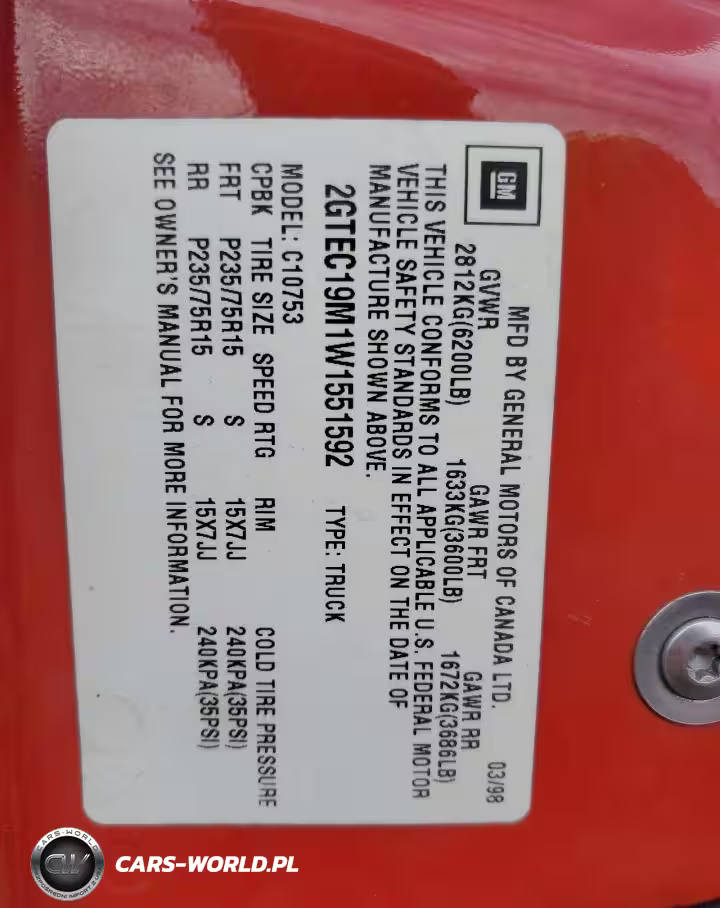 GM
MFD BY GENERAL MOTORS OF CANADA LTD. 03/98
GVWR GAWR FRT GAWR RR
2812KG(6200LB) 1633KG(3600LB) 1672KG(3686LB)
THIS VEHICLE CONFORMS TO ALL APPLICABLE U.S. FEDERAL MOTOR
VEHICLE SAFETY STANDARDS IN EFFECT ON THE DATE OF
MANUFACTURE SHOWN ABOVE.
2GTEC19M1W1551592 TYPE: TRUCK
MODEL: C10753
CPBK TIRE SIZE SPEED RTG RIM COLD TIRE PRESSURE
FRT P235/75R15 S 15X7JJ 240KPA(35PSI)
RR P235/75R15 S 15X7JJ 240KPA(35PSI)
SEE OWNER'S MANUAL FOR MORE INFORMATION.
CARS-WORLD
CW
CARS-WORLD.PL